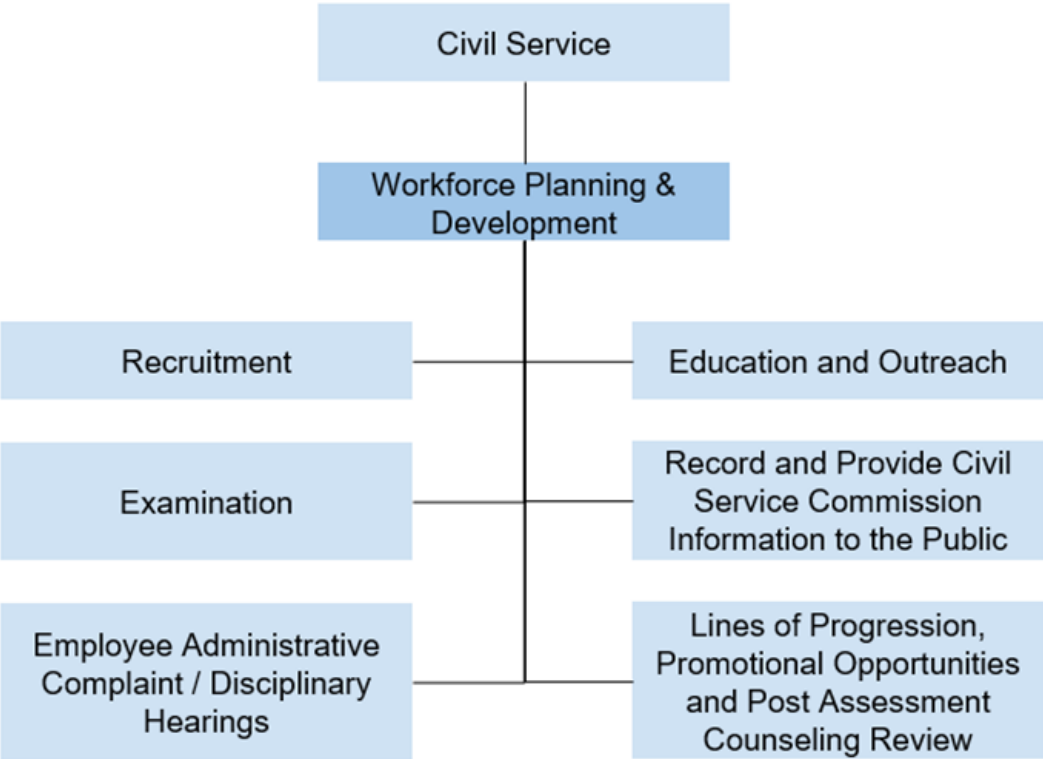 Civil Service
Workforce Planning &
Development
Recruitment
Education and Outreach
Examination
Record and Provide Civil
Service Commission
Information to the Public
Employee Administrative
Complaint / Disciplinary
Hearings
Lines of Progression,
Promotional Opportunities
and Post Assessment
Counseling Review